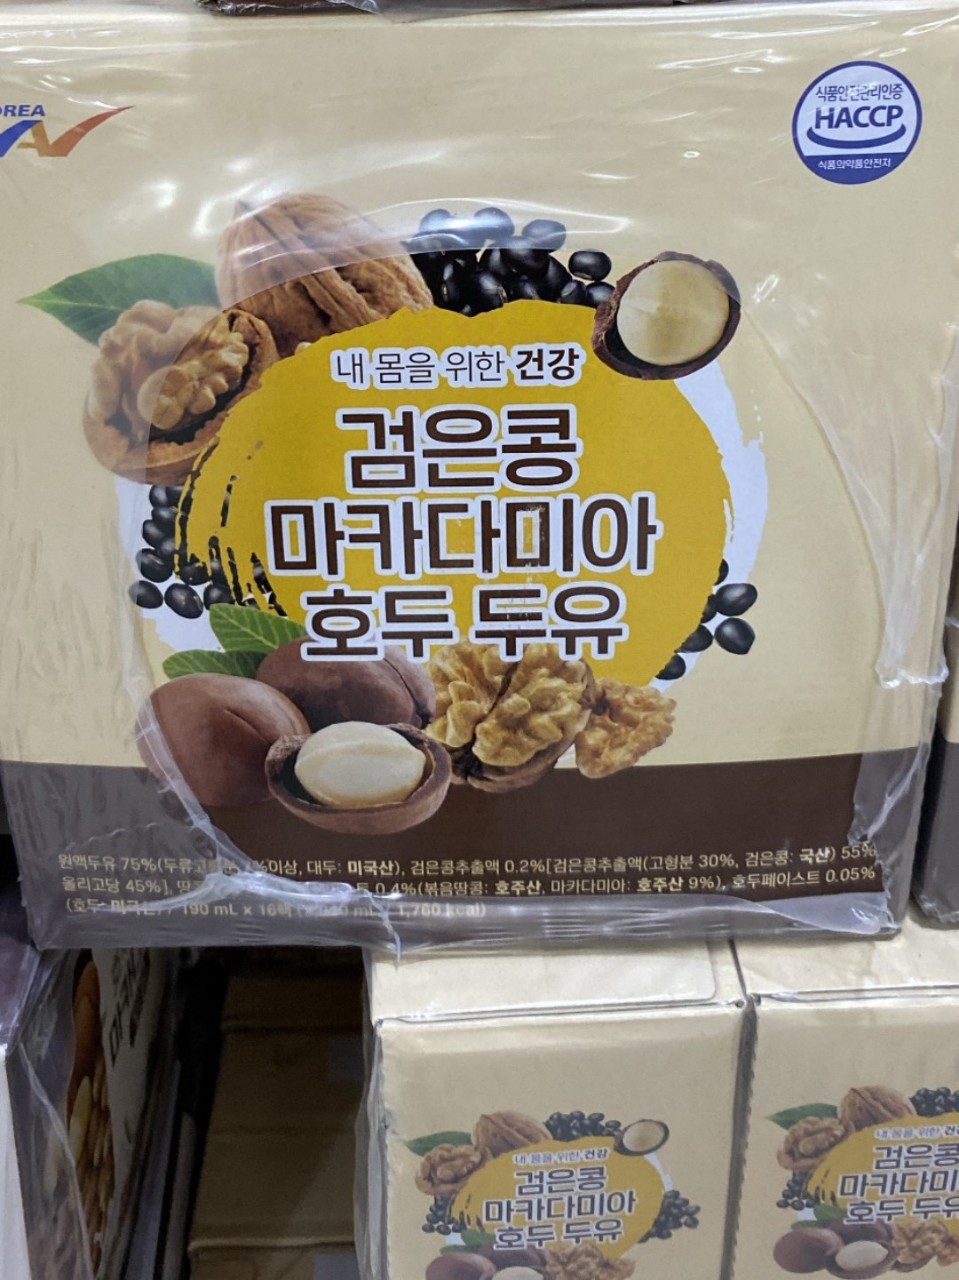 식품안전관리인증
HACCP
식품의약품안전처
내 몸을 위한 건강
검은콩
마카다미아
호두 두유
원액두유 75%(두류고형분 %이상, 대두: 미국산), 검은콩추출액 0.2%[검은콩추출액(고형분 30%, 검은콩: 국산) 55%,
올리고당 45%], 0.4%(볶음땅콩: 호주산, 마카다미아: 호주산 9%), 호두페이스트 0.05%
(호두: 미국산) / 190 mL x 16팩 1,760 kcal)
내 몸을 위한 건강
검은콩
마카다미아
호두 두유
내 몸을 위한
검은콩
마카다미
호두 두유